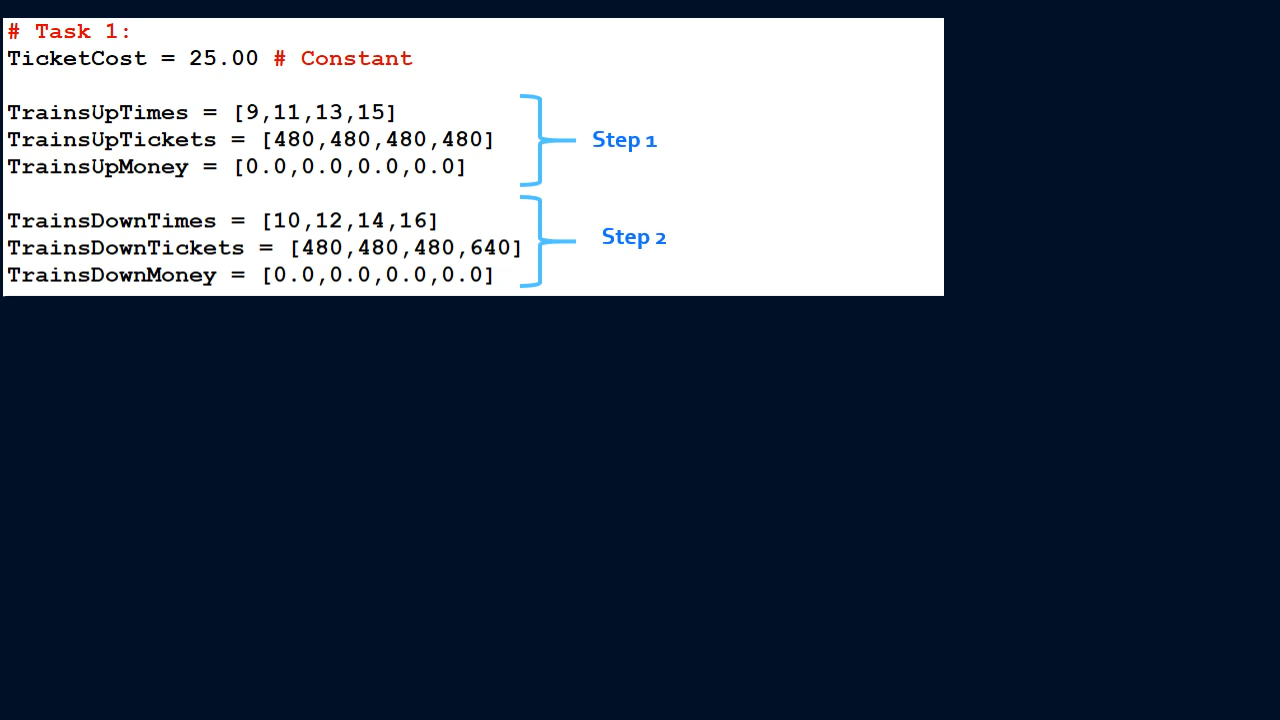 # Task 1:
TicketCost = 25.00 # Constant
TrainsUpTimes = [9,11,13,15]
TrainsUpTickets = [480,480,480,480]
TrainsUpMoney = [0.0,0.0,0.0,0.0]
Step 1
TrainsDownTimes = [10,12,14,16]
TrainsDownTickets = [480,480,480,640]
TrainsDownMoney = [0.0,0.0,0.0,0.0]
Step 2